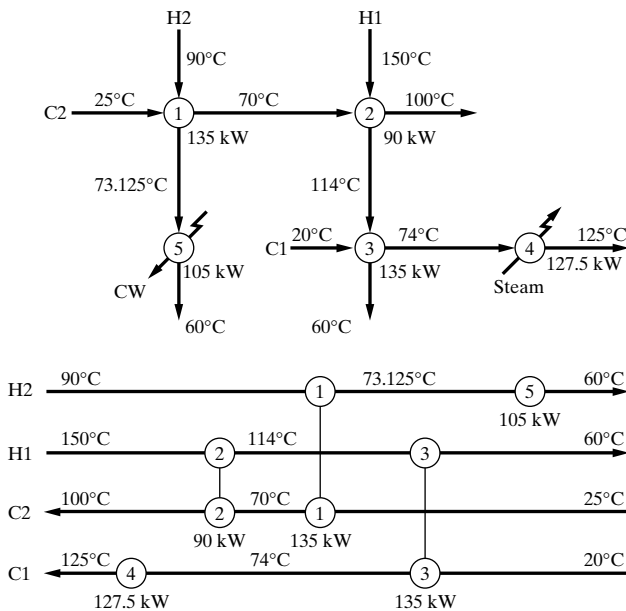 H2 H1
90°C 150°C
C2 25°C 1 70°C 2 100°C
135 kW 90 kW
73.125°C 114°C
20°C 74°C 125°C
5 C1 3 4
105 kW 135 kW 127.5 kW
CW Steam
60°C 60°C
90°C 73.125°C 60°C
H2 1 5
105 kW
150°C 114°C 60°C
H1 2 3
100°C 70°C 25°C
C2 2 1
90 kW 135 kW
125°C 74°C 20°C
C1 4 3
127.5 kW 135 kW